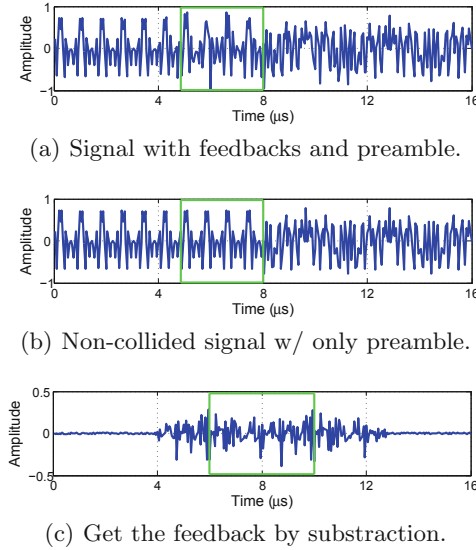 1
0
−1
Amplitude
0 4 8 12 16
Time (μs)
(a) Signal with feedbacks and preamble.
1
0
−1
Amplitude
0 4 8 12 16
Time (μs)
(b) Non-collided signal w/ only preamble.
0.5
0
−0.5
Amplitude
0 4 8 12 16
Time (μs)
(c) Get the feedback by substraction.